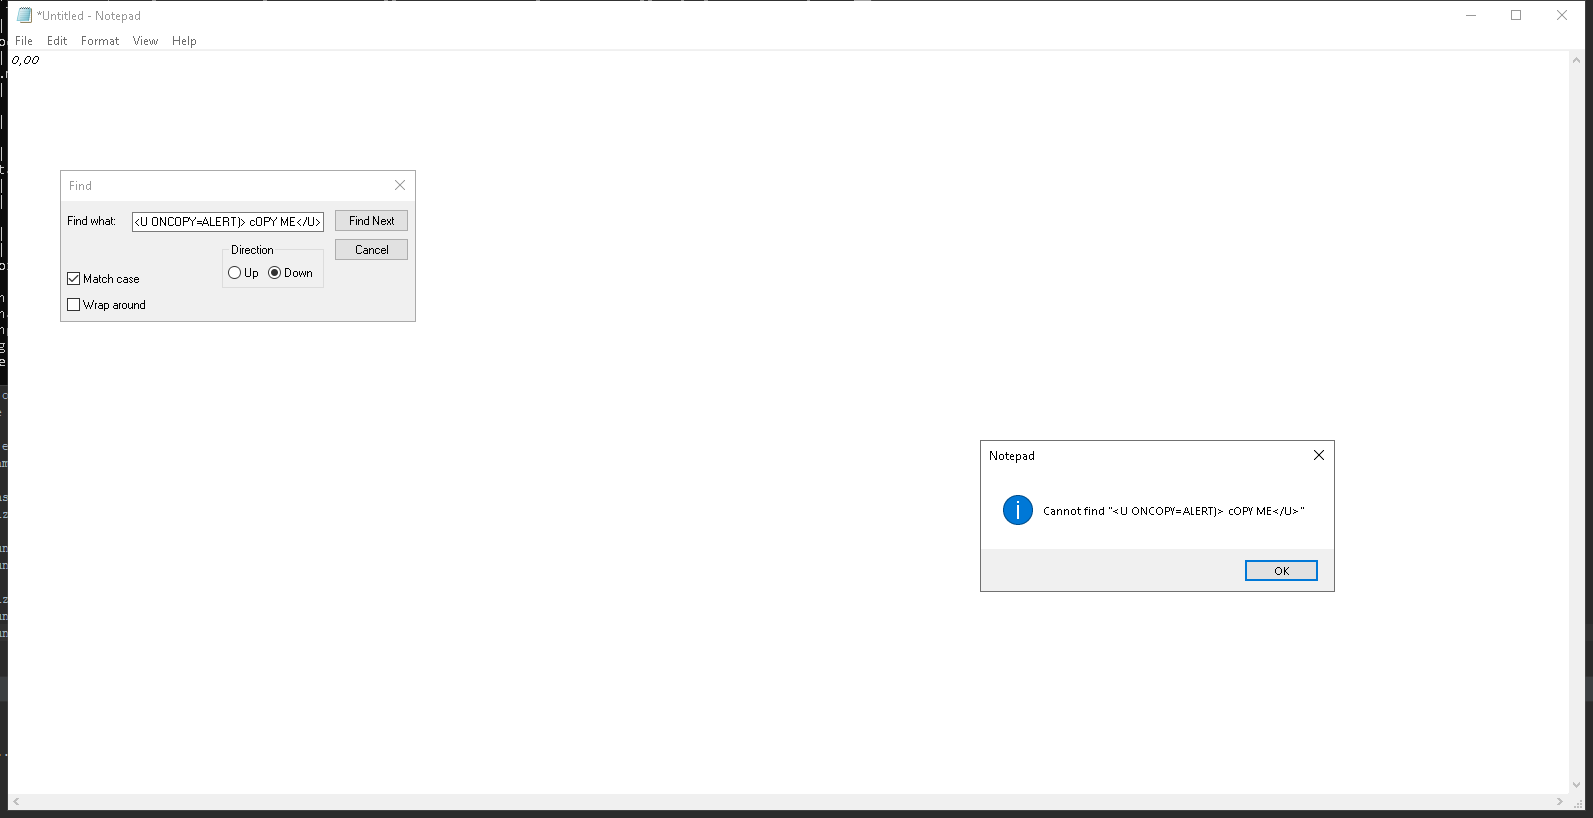 *Untitled - Notepad
File Edit Format View Help
0,00
Find
Find what: <U ONCOPY=ALERT)> cOPY ME</U> Find Next
Direction Cancel
Up Down
Match case
Wrap around
Notepad
Cannot find "<U ONCOPY=ALERT)> cOPY ME</U>"
OK